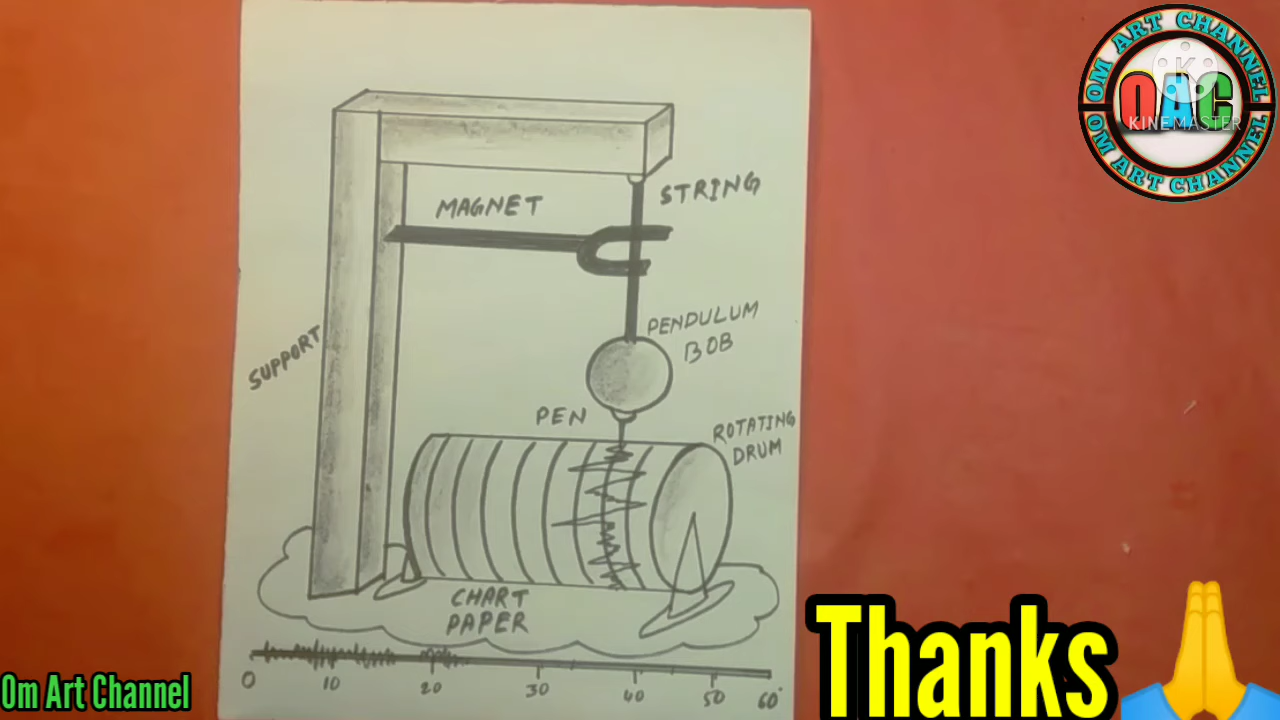 OM ART CHANNEL
OAC
KINEMASTER
OM ART CHANNEL
STRING
MAGNET
PENDULUM
BOB
SUPPORT
PEN
ROTATING
DRUM
CHART
PAPER
0 10 20 30 40 50 60
Thanks
Om Art Channel